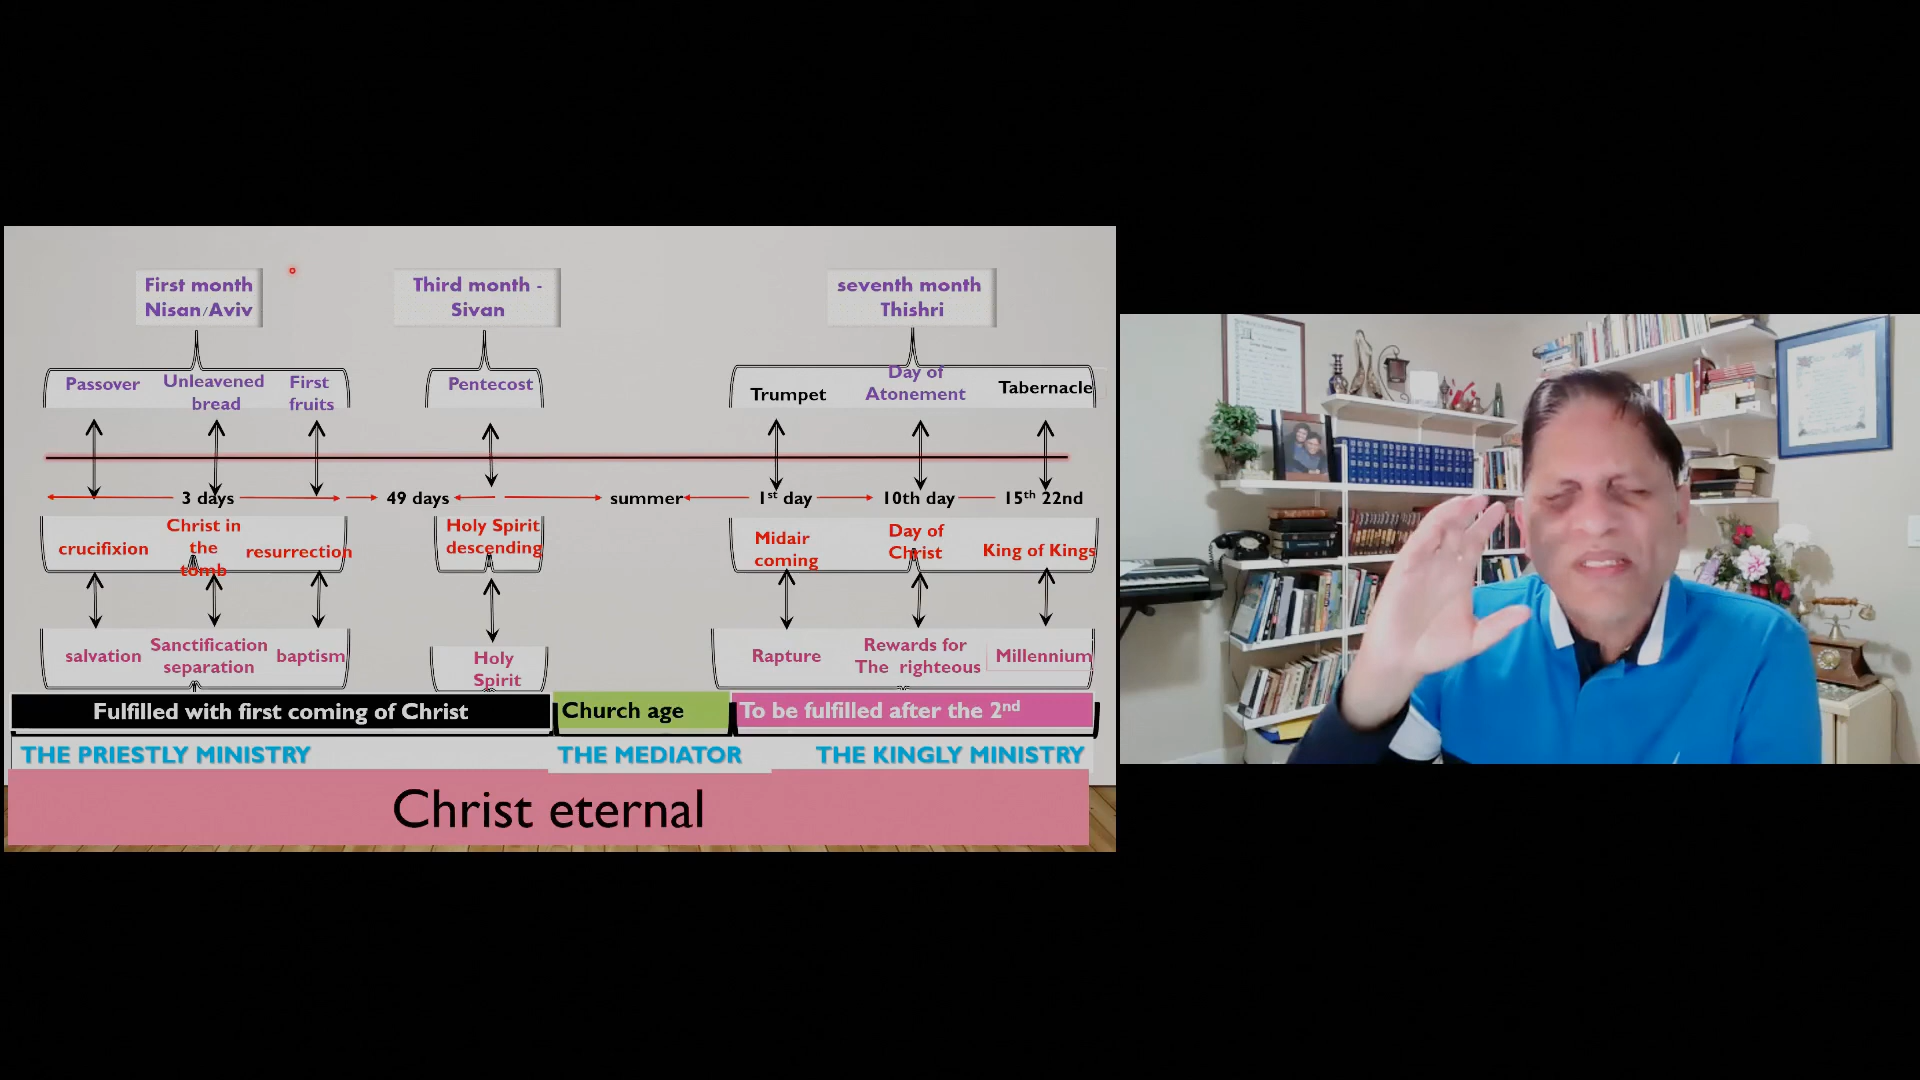 First month
Nisan/Aviv
Third month -
Sivan
seventh month
Thishri
Passover
Unleavened
bread
First
fruits
Pentecost
Trumpet
Day of
Atonement
Tabernacle
3 days
49 days
summer
1st day
10th day
15th 22nd
crucifixion
Christ in
the
tomb
resurrection
Holy Spirit
descending
Midair
coming
Day of
Christ
King of Kings
salvation
Sanctification
separation
baptism
Holy
Spirit
Rapture
Rewards for
The righteous
Millennium
Fulfilled with first coming of Christ
Church age
To be fulfilled after the 2nd
THE PRIESTLY MINISTRY
THE MEDIATOR
THE KINGLY MINISTRY
Christ eternal